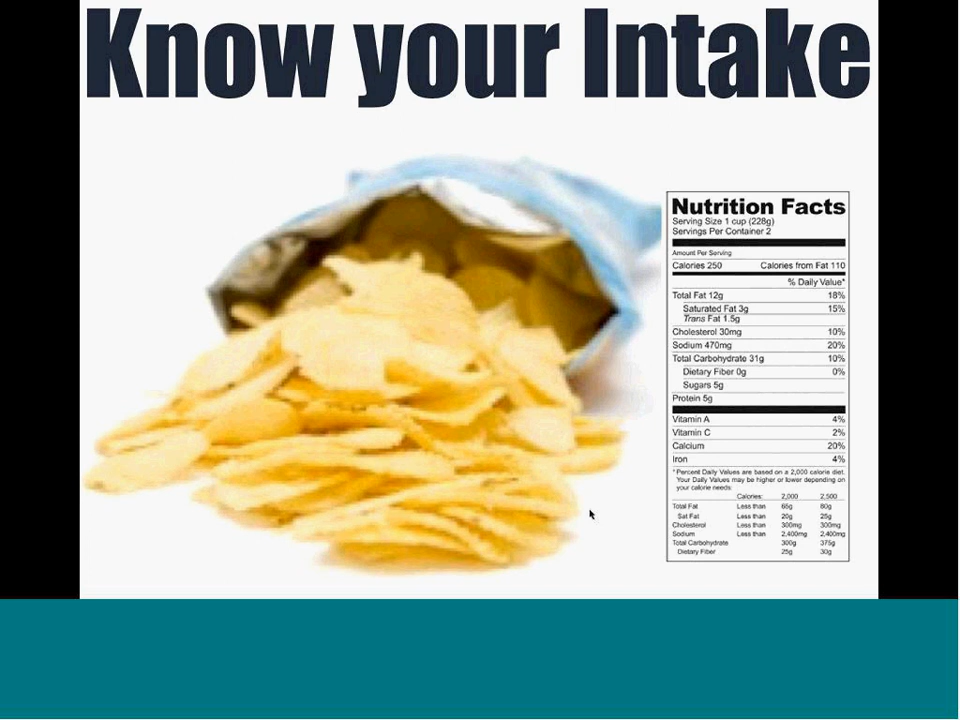 Know your Intake
Nutrition Facts
Serving Size 1 cup (228g)
Servings Per Container 2
Amount Per Serving
Calories 250 Calories from Fat 110
% Daily Value*
Total Fat 12g 18%
Saturated Fat 3g 15%
Trans Fat 1.5g
Cholesterol 30mg 10%
Sodium 470mg 20%
Total Carbohydrate 31g 10%
Dietary Fiber 0g 0%
Sugars 5g
Protein 5g
Vitamin A 4%
Vitamin C 2%
Calcium 20%
Iron 4%
*Percent Daily Values are based on a 2,000 calorie diet.
Your Daily Values may be higher or lower depending on
your calorie needs:
Calories: 2,000 2,500
Total Fat Less than 65g 80g
Sat Fat Less than 20g 25g
Cholesterol Less than 300mg 300mg
Sodium Less than 2,400mg 2,400mg
Total Carbohydrate 300g 375g
Dietary Fiber 25g 30g